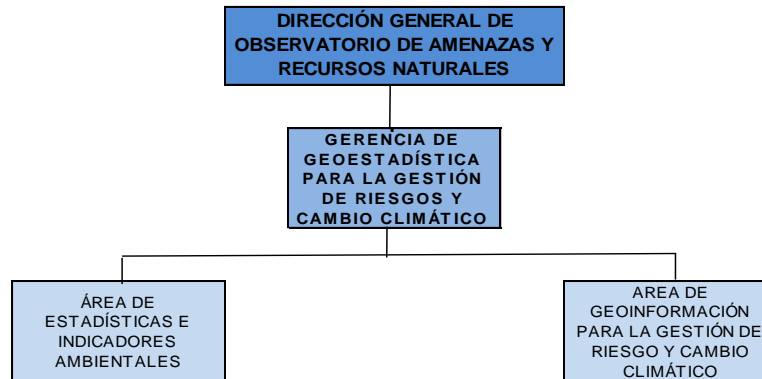 DIRECCIÓN GENERAL DE
OBSERVATORIO DE AMENAZAS Y
RECURSOS NATURALES
GERENCIA DE
GEOESTADÍSTICA
PARA LA GESTIÓN
DE RIESGOS Y
CAMBIO CLIMÁTICO
ÁREA DE
ESTADÍSTICAS E
INDICADORES
AMBIENTALES
AREA DE
GEOINFORMACIÓN
PARA LA GESTIÓN DE
RIESGO Y CAMBIO
CLIMÁTICO